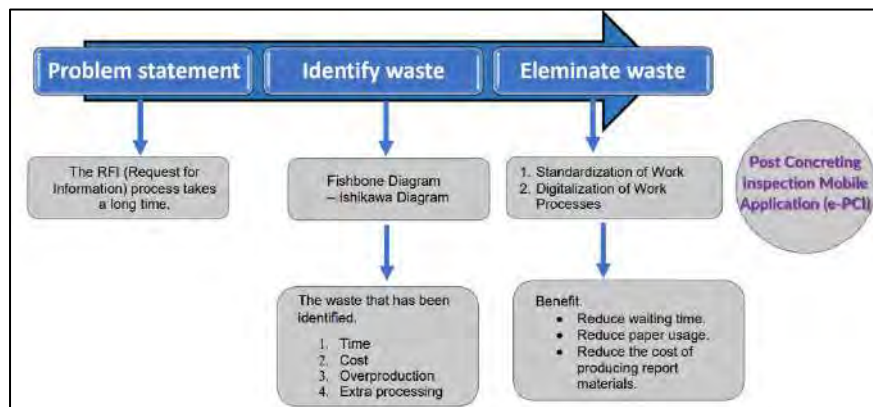 Problem statement
Identify waste
Eleminate waste
The RFI (Request for
Information) process takes
a long time.
Fishbone Diagram
– Ishikawa Diagram
1. Standardization of Work
2. Digitalization of Work
Processes
Post Concreting
Inspection Mobile
Application (e-PCI)
The waste that has been
identified.
1. Time
2. Cost
3. Overproduction
4. Extra processing
Benefit.
• Reduce waiting time.
• Reduce paper usage.
• Reduce the cost of
producing report
materials.